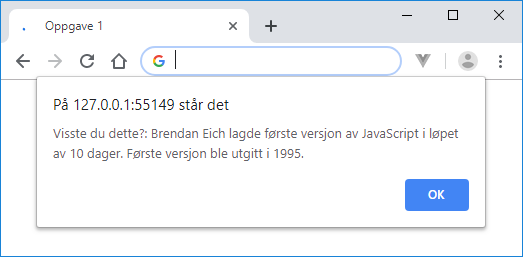 Oppgave 1
På 127.0.0.1:55149 står det
Visste du dette?: Brendan Eich lagde første versjon av JavaScript i løpet
av 10 dager. Første versjon ble utgitt i 1995.
OK